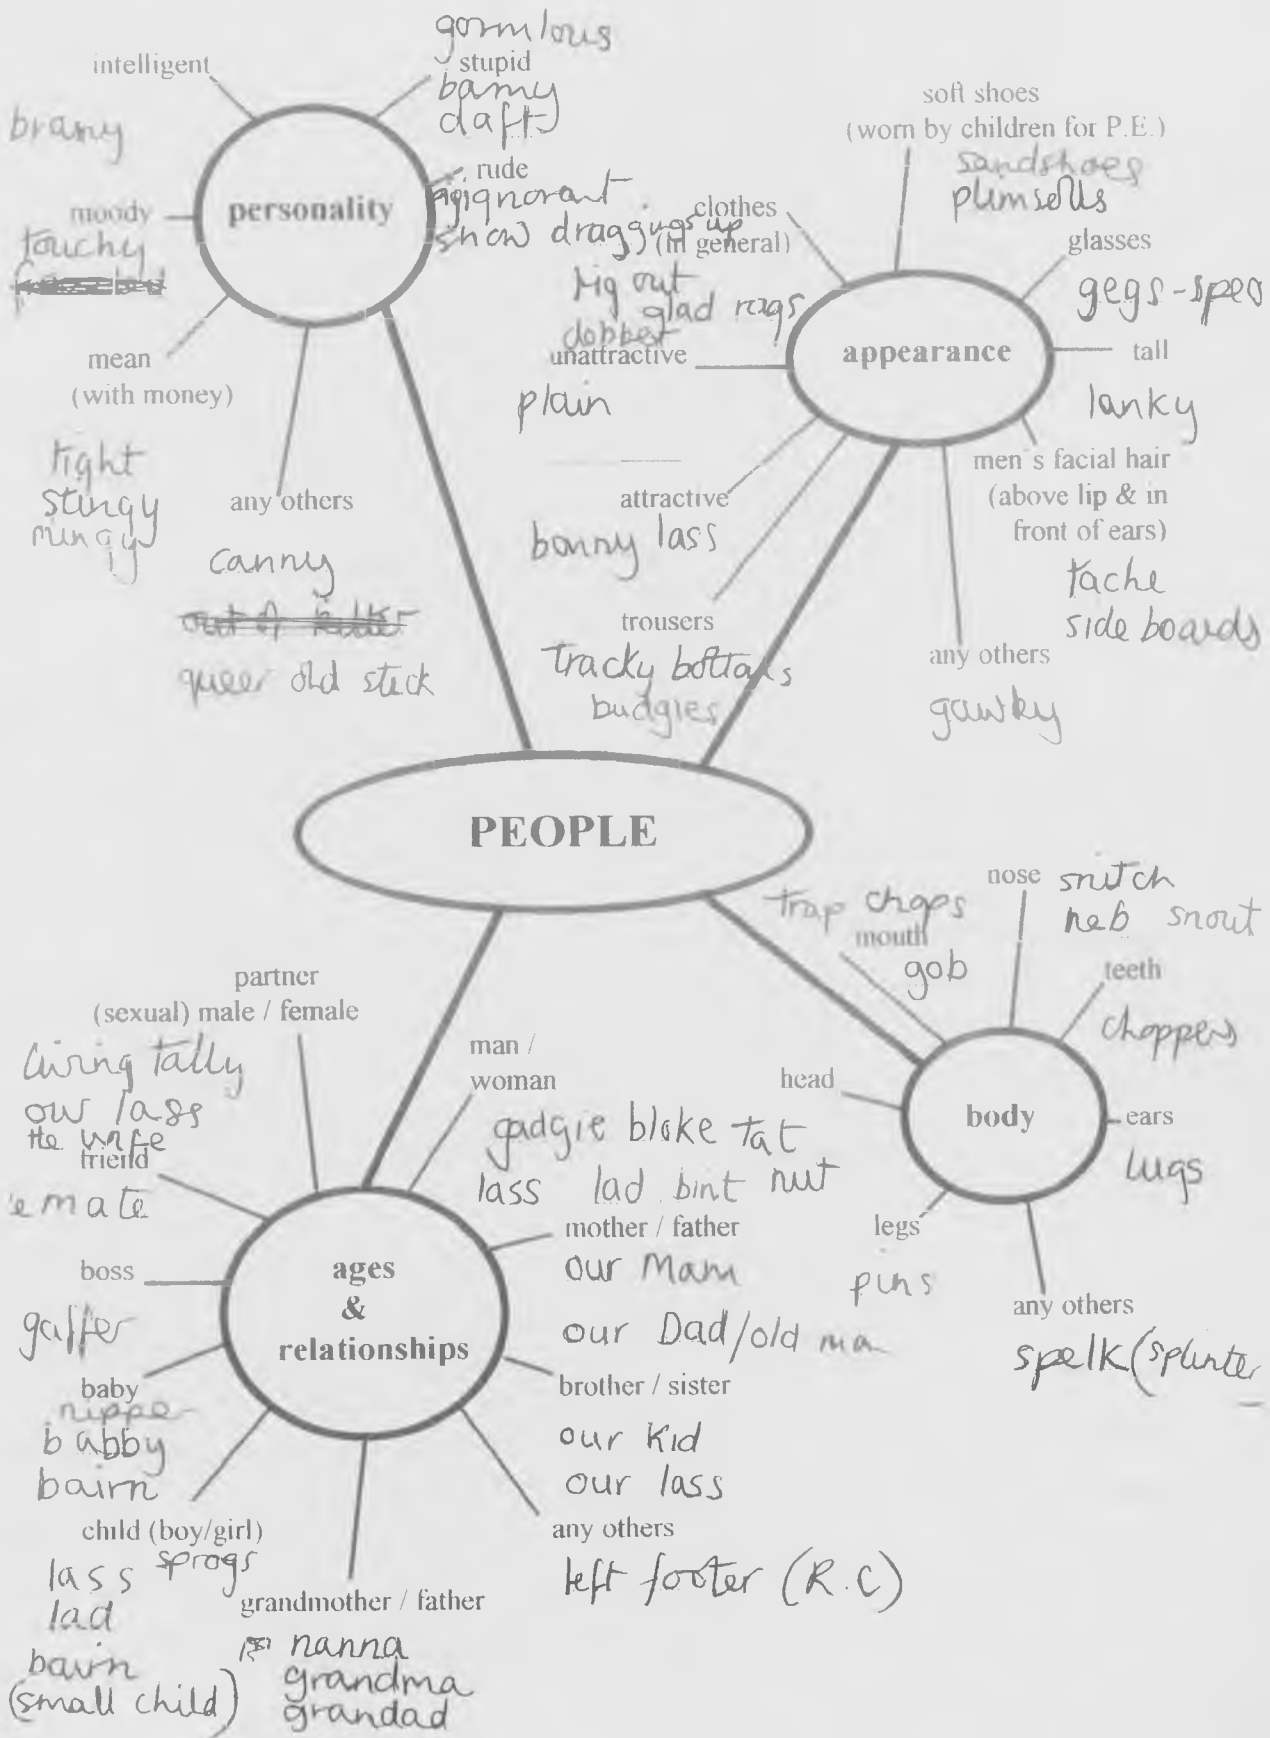 intelligent
bramy
gormlous
stupid
bamy
daft
rude
ignorant
show draggings up
moody
touchy
personality
mean
(with money)
tight
stingy
mingy
any others
canny
queer old stick
soft shoes
(worn by children for P.E.)
sandshoes
plimsolls
clothes
(in general)
rig out
glad rags
dobbest
glasses
gegs - specs
unattractive
plain
appearance
tall
lanky
attractive
bonny lass
men's facial hair
(above lip & in
front of ears)
tache
side boards
trousers
tracky bottoms
budgies
any others
gawky
PEOPLE
trap chops
mouth
gob
nose snitch
neb snout
teeth
choppers
head
tat
nut
body
ears
lugs
legs
pins
any others
spelk (splinter
partner
(sexual) male / female
living tally
our lass
the wife
man /
woman
gadgie bloke
lass lad bint
friend
mate
boss
gaffer
ages
&
relationships
mother / father
our Mam
our Dad/old ma
baby
nipper
babby
bairn
brother / sister
our kid
our lass
child (boy/girl)
lass sprogs
lad
bairn
(small child)
grandmother / father
nanna
grandma
grandad
any others
left footer (R.C)